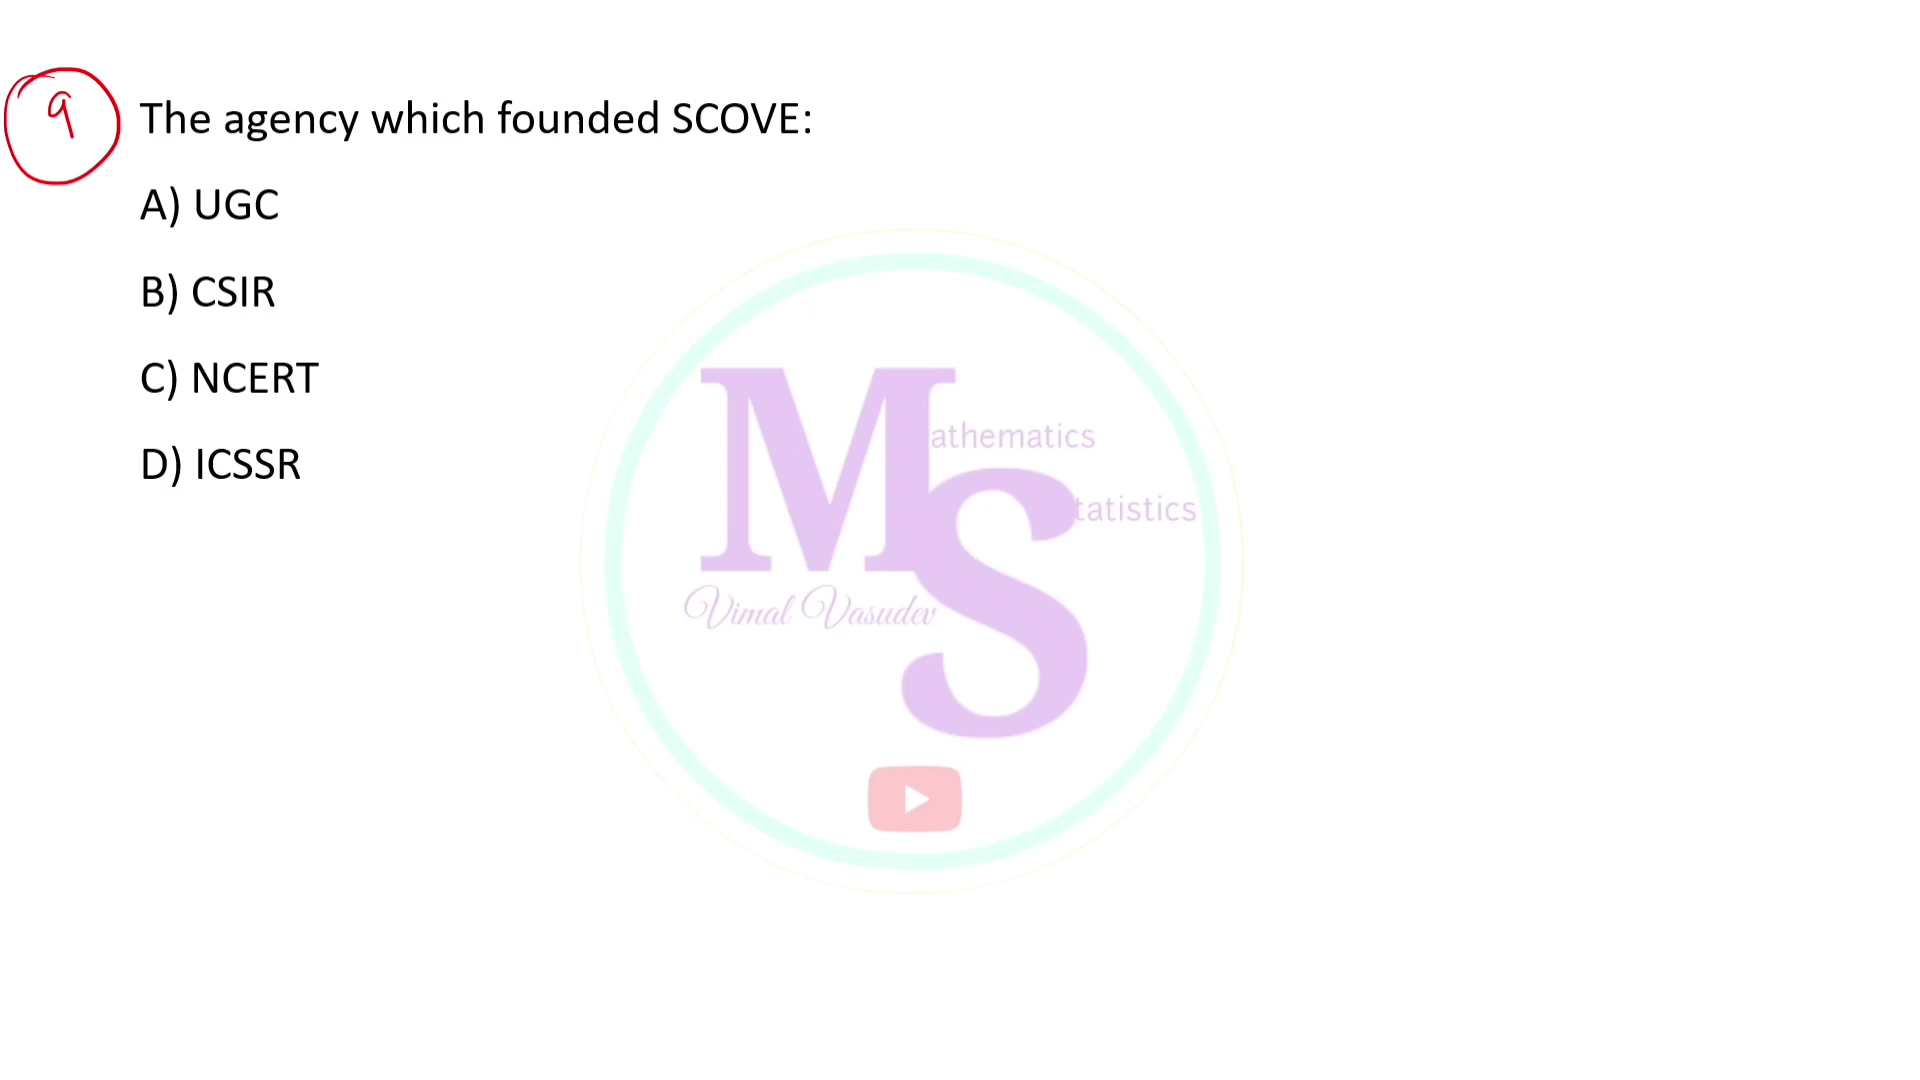 9
The agency which founded SCOVE:
A) UGC
B) CSIR
C) NCERT
D) ICSSR
M
athematics
S
tatistics
Vimal Vasudev